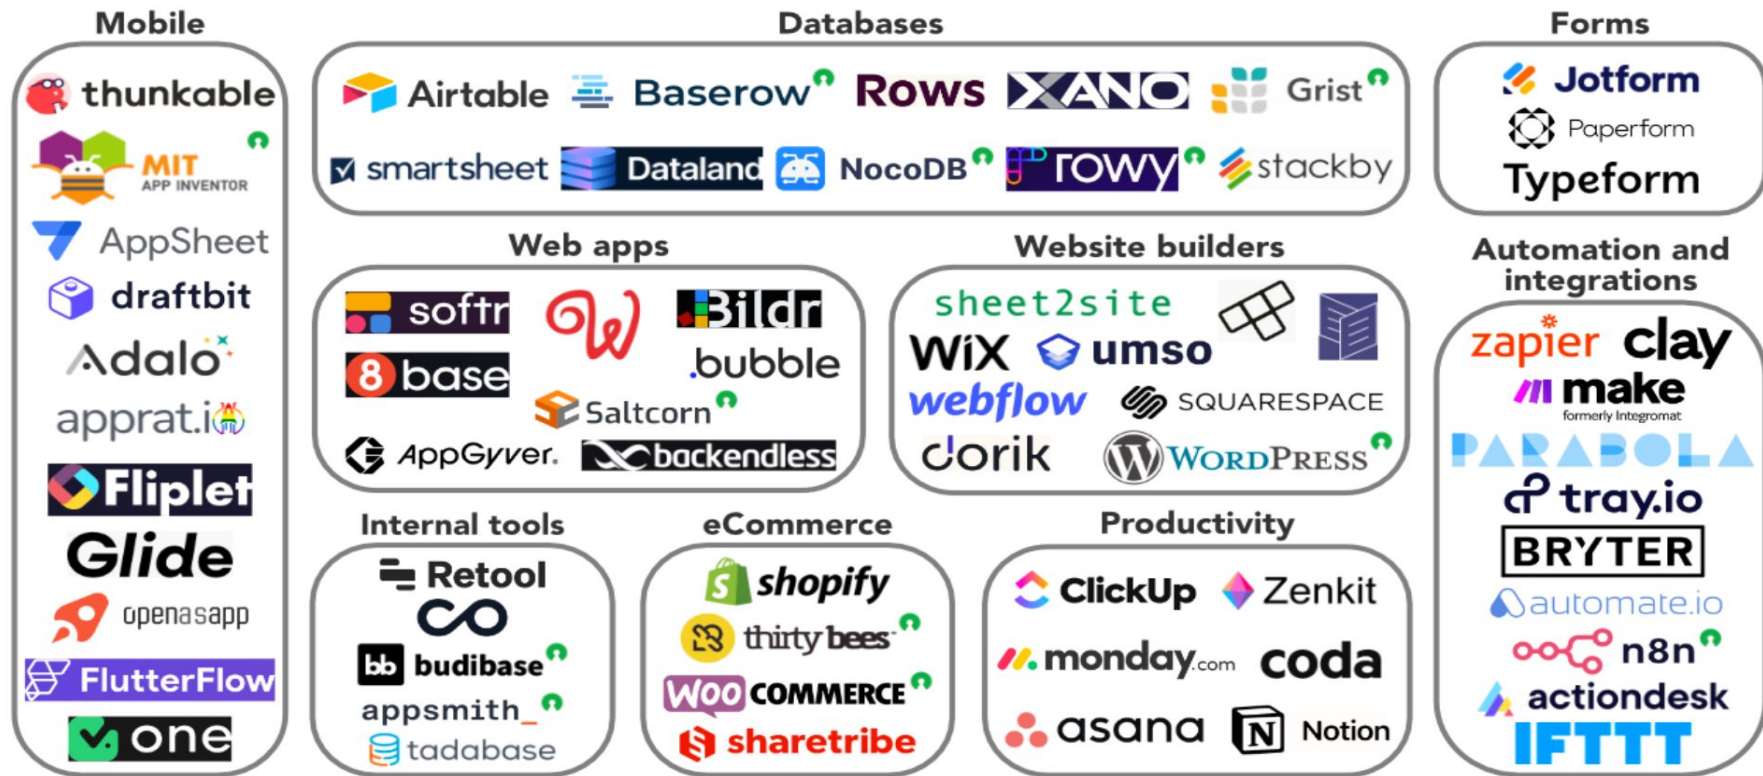 Mobile
thunkable
MIT
APP INVENTOR
AppSheet
draftbit
Adalo
apprat.io
Fliplet
Glide
openasapp
FlutterFlow
one
Databases
Airtable
Baserow
Rows
XANO
Grist
smartsheet
Dataland
NocoDB
rowy
stackby
Forms
Jotform
Paperform
Typeform
Web apps
softr
W
Bildr
8base
.bubble
Saltcorn
AppGyver.
backendless
Website builders
sheet2site
WiX
umso
webflow
SQUARESPACE
dorik
WORDPRESS
Automation and
integrations
zapier
clay
make
formerly Integromat
PARABOLA
tray.io
BRYTER
automate.io
n8n
actiondesk
IFTTT
Internal tools
Retool
bb budibase
appsmith_
tadabase
eCommerce
shopify
thirty bees
WOO COMMERCE
sharetribe
Productivity
ClickUp
Zenkit
monday.com
coda
asana
Notion